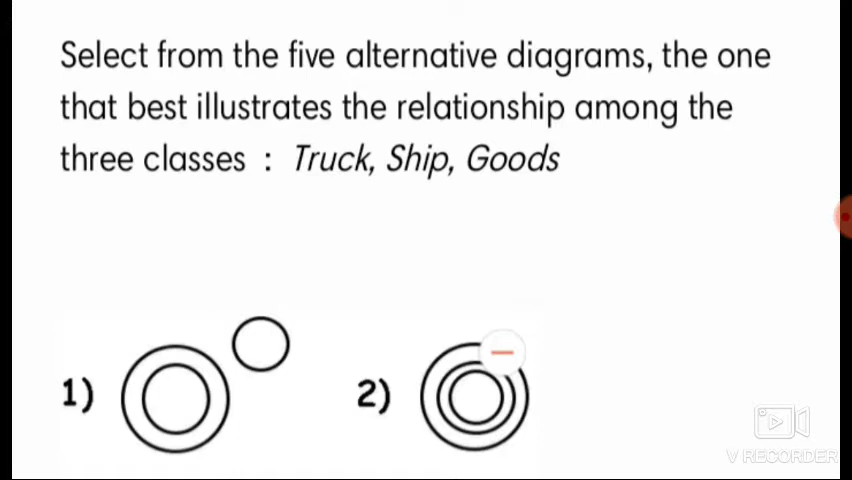 Select from the five alternative diagrams, the one
that best illustrates the relationship among the
three classes : Truck, Ship, Goods
1) 2)
V RECORDER